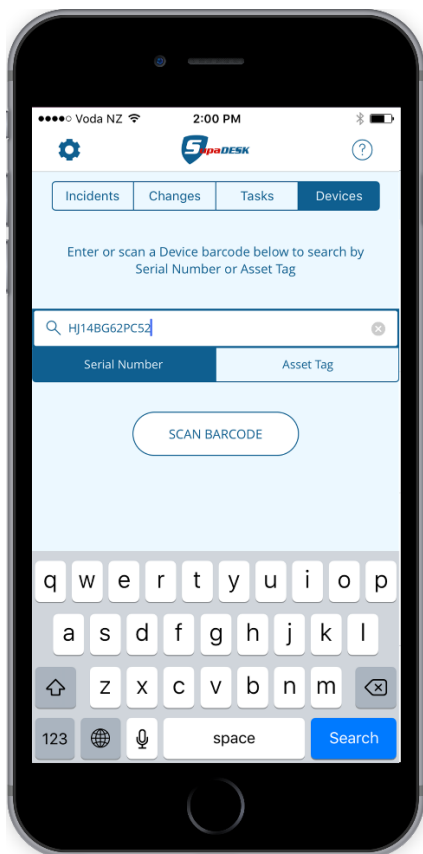 Voda NZ 2:00 PM
SupaDESK ?
Incidents Changes Tasks Devices
Enter or scan a Device barcode below to search by
Serial Number or Asset Tag
HJ14BG62PC52
Serial Number Asset Tag
SCAN BARCODE
q w e r t y u i o p
a s d f g h j k l
z x c v b n m
123 space Search